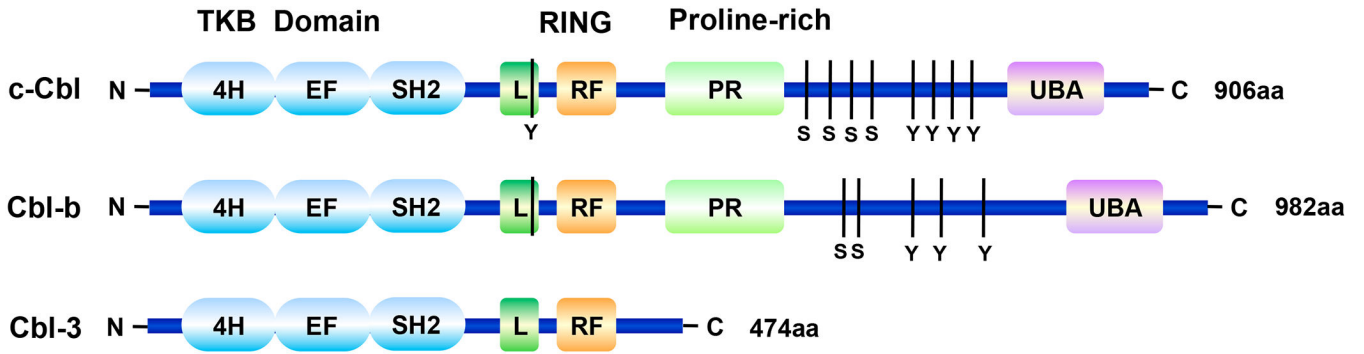 TKB Domain RING Proline-rich
c-Cbl N 4H EF SH2 L RF PR UBA C 906aa
Y S S S S Y Y Y Y
Cbl-b N 4H EF SH2 L RF PR UBA C 982aa
S S Y Y Y
Cbl-3 N 4H EF SH2 L RF C 474aa